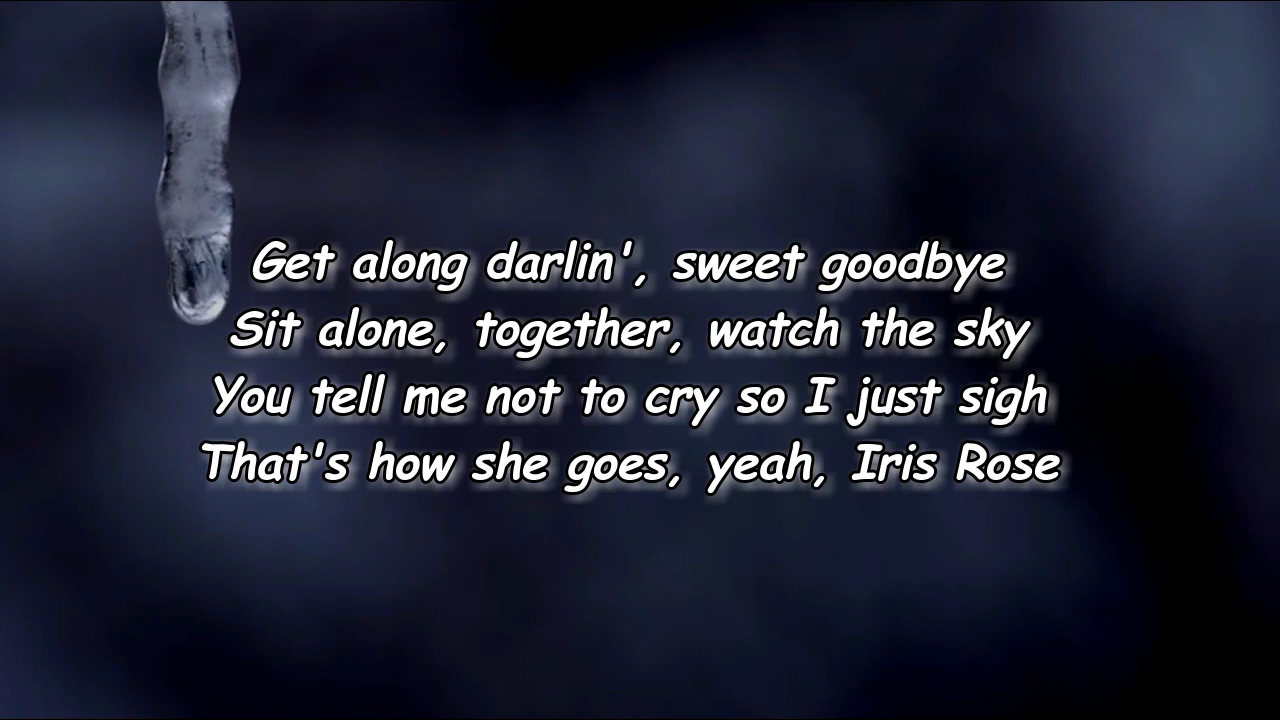 Get along darlin', sweet goodbye
Sit alone, together, watch the sky
You tell me not to cry so I just sigh
That's how she goes, yeah, Iris Rose